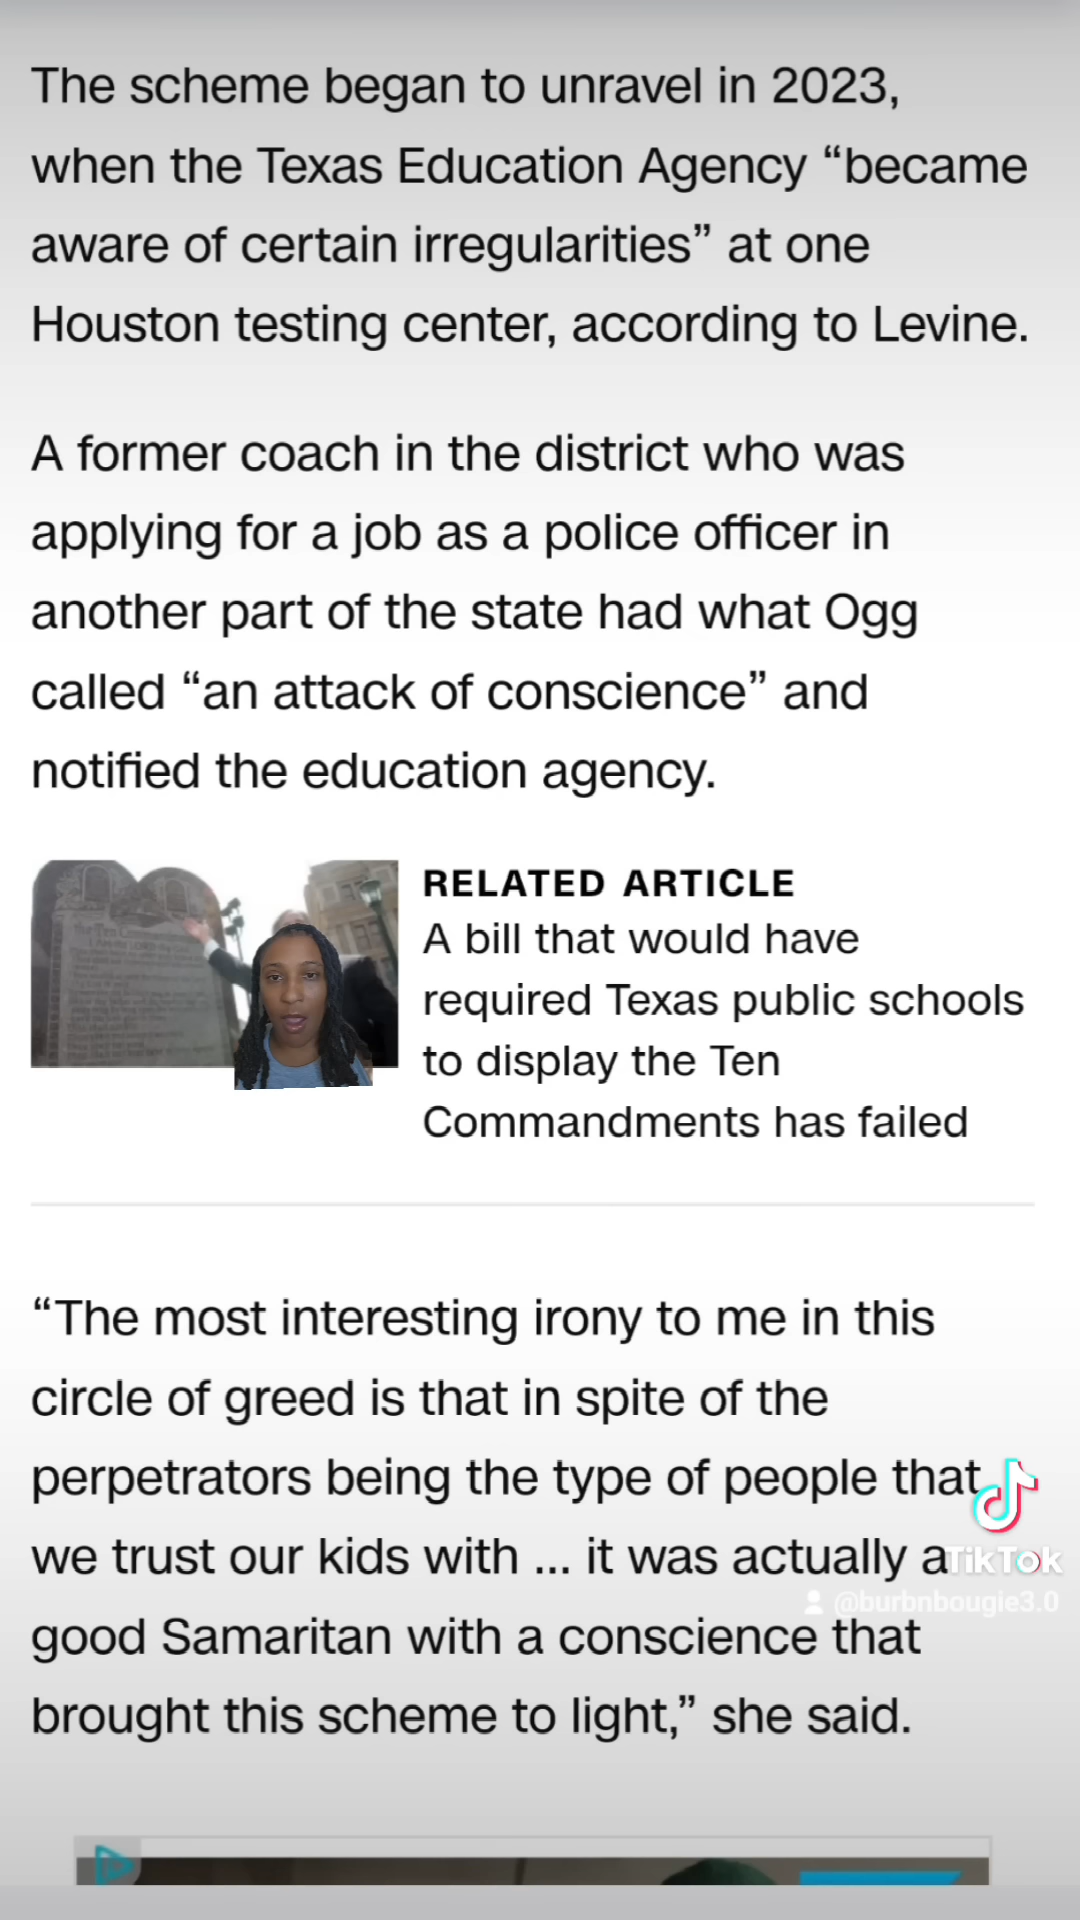 The scheme began to unravel in 2023,
when the Texas Education Agency “became
aware of certain irregularities” at one
Houston testing center, according to Levine.
A former coach in the district who was
applying for a job as a police officer in
another part of the state had what Ogg
called “an attack of conscience” and
notified the education agency.
The Ten Commandments
RELATED ARTICLE
A bill that would have
required Texas public schools
to display the Ten
Commandments has failed
“The most interesting irony to me in this
circle of greed is that in spite of the
perpetrators being the type of people that
we trust our kids with ... it was actually a
good Samaritan with a conscience that
brought this scheme to light,” she said.
TikTok
@burbnbougie3.0